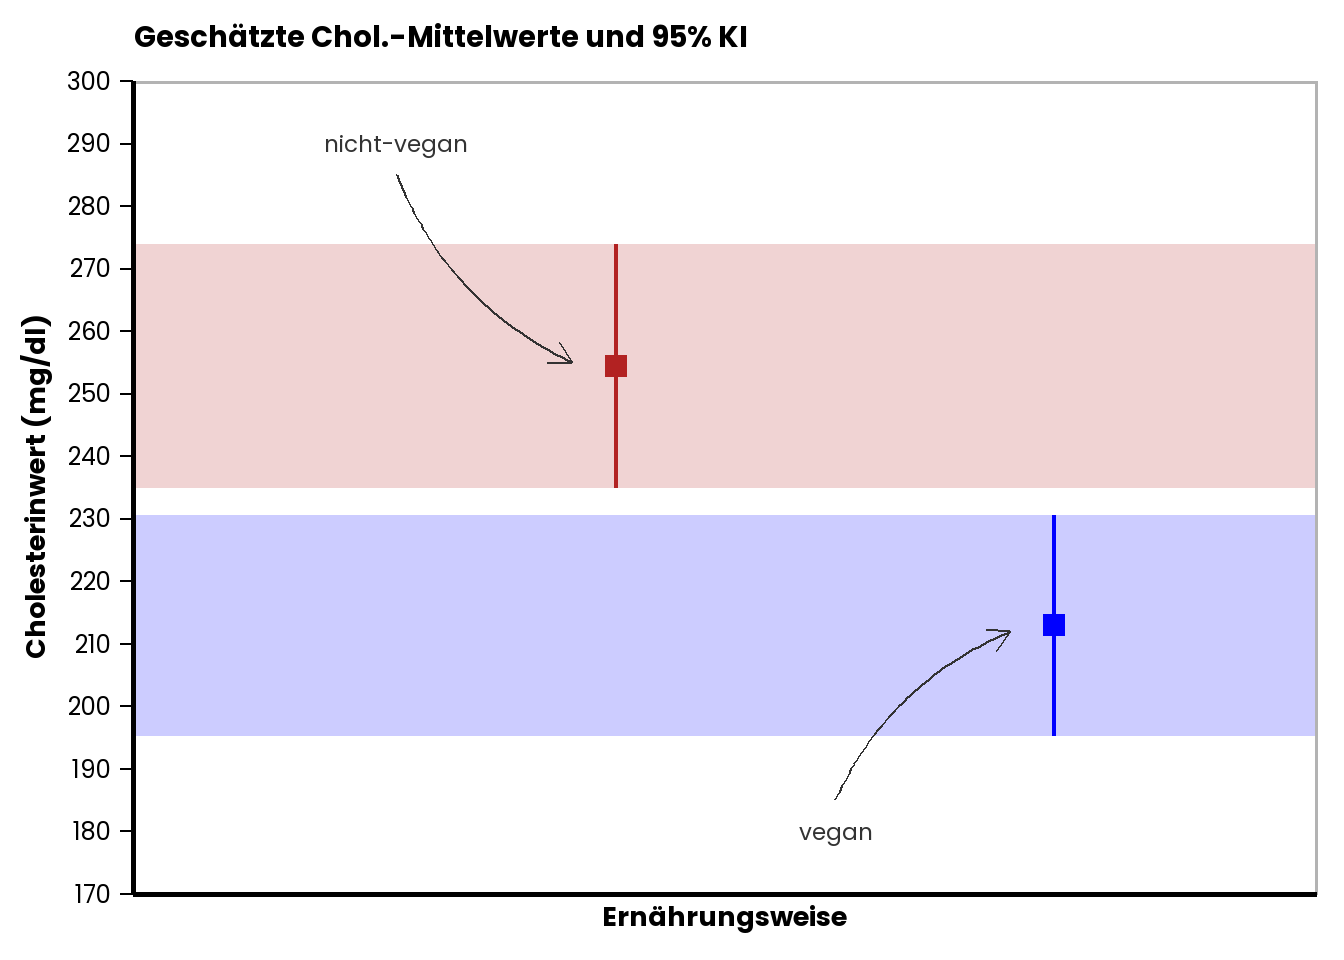 Geschätzte Chol.-Mittelwerte und 95% KI
300
290
280
270
260
250
240
230
220
210
200
190
180
170
Cholesterinwert (mg/dl)
nicht-vegan
vegan
Ernährungsweise